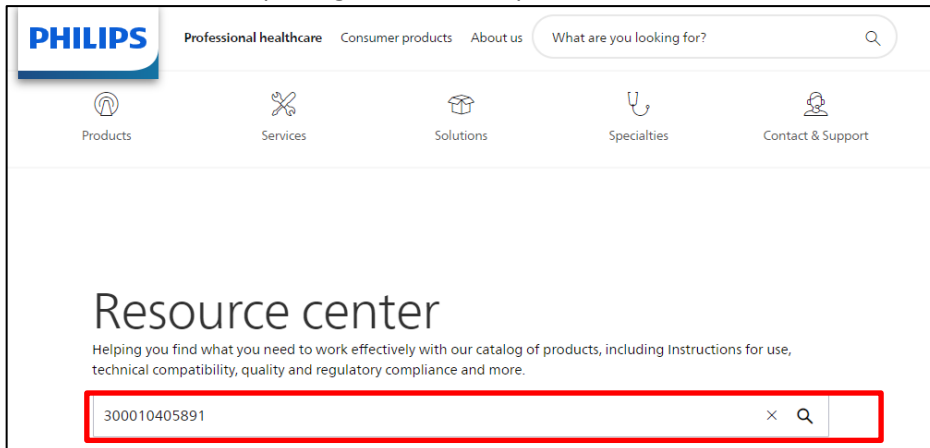 PHILIPS
Professional healthcare Consumer products About us What are you looking for?
Products Services Solutions Specialties Contact & Support
Resource center
Helping you find what you need to work effectively with our catalog of products, including Instructions for use,
technical compatibility, quality and regulatory compliance and more.
300010405891